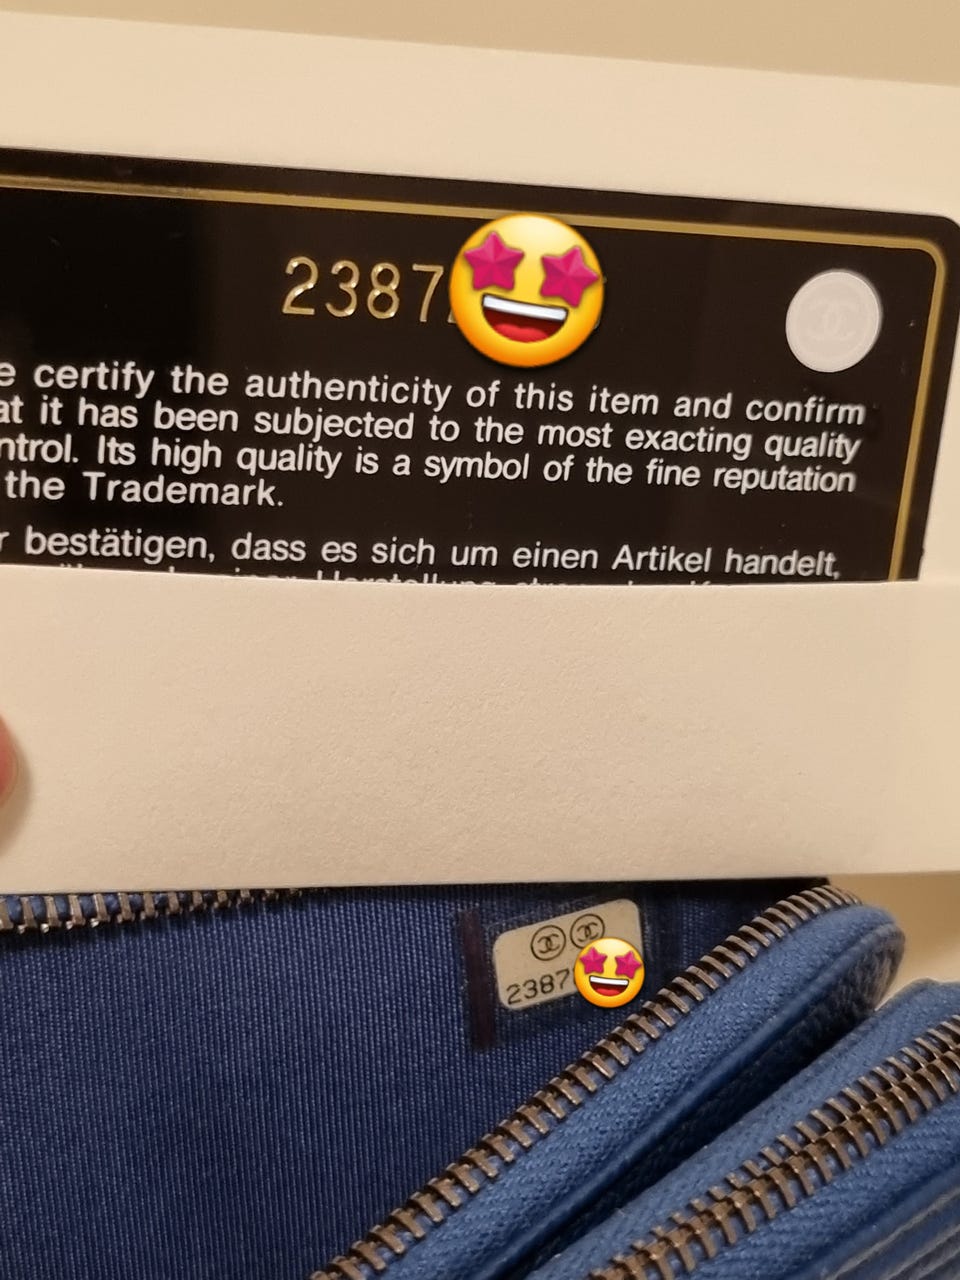 2387
e certify the authenticity of this item and confirm
at it has been subjected to the most exacting quality
ntrol. Its high quality is a symbol of the fine reputation
the Trademark.
r bestätigen, dass es sich um einen Artikel handelt,
2387